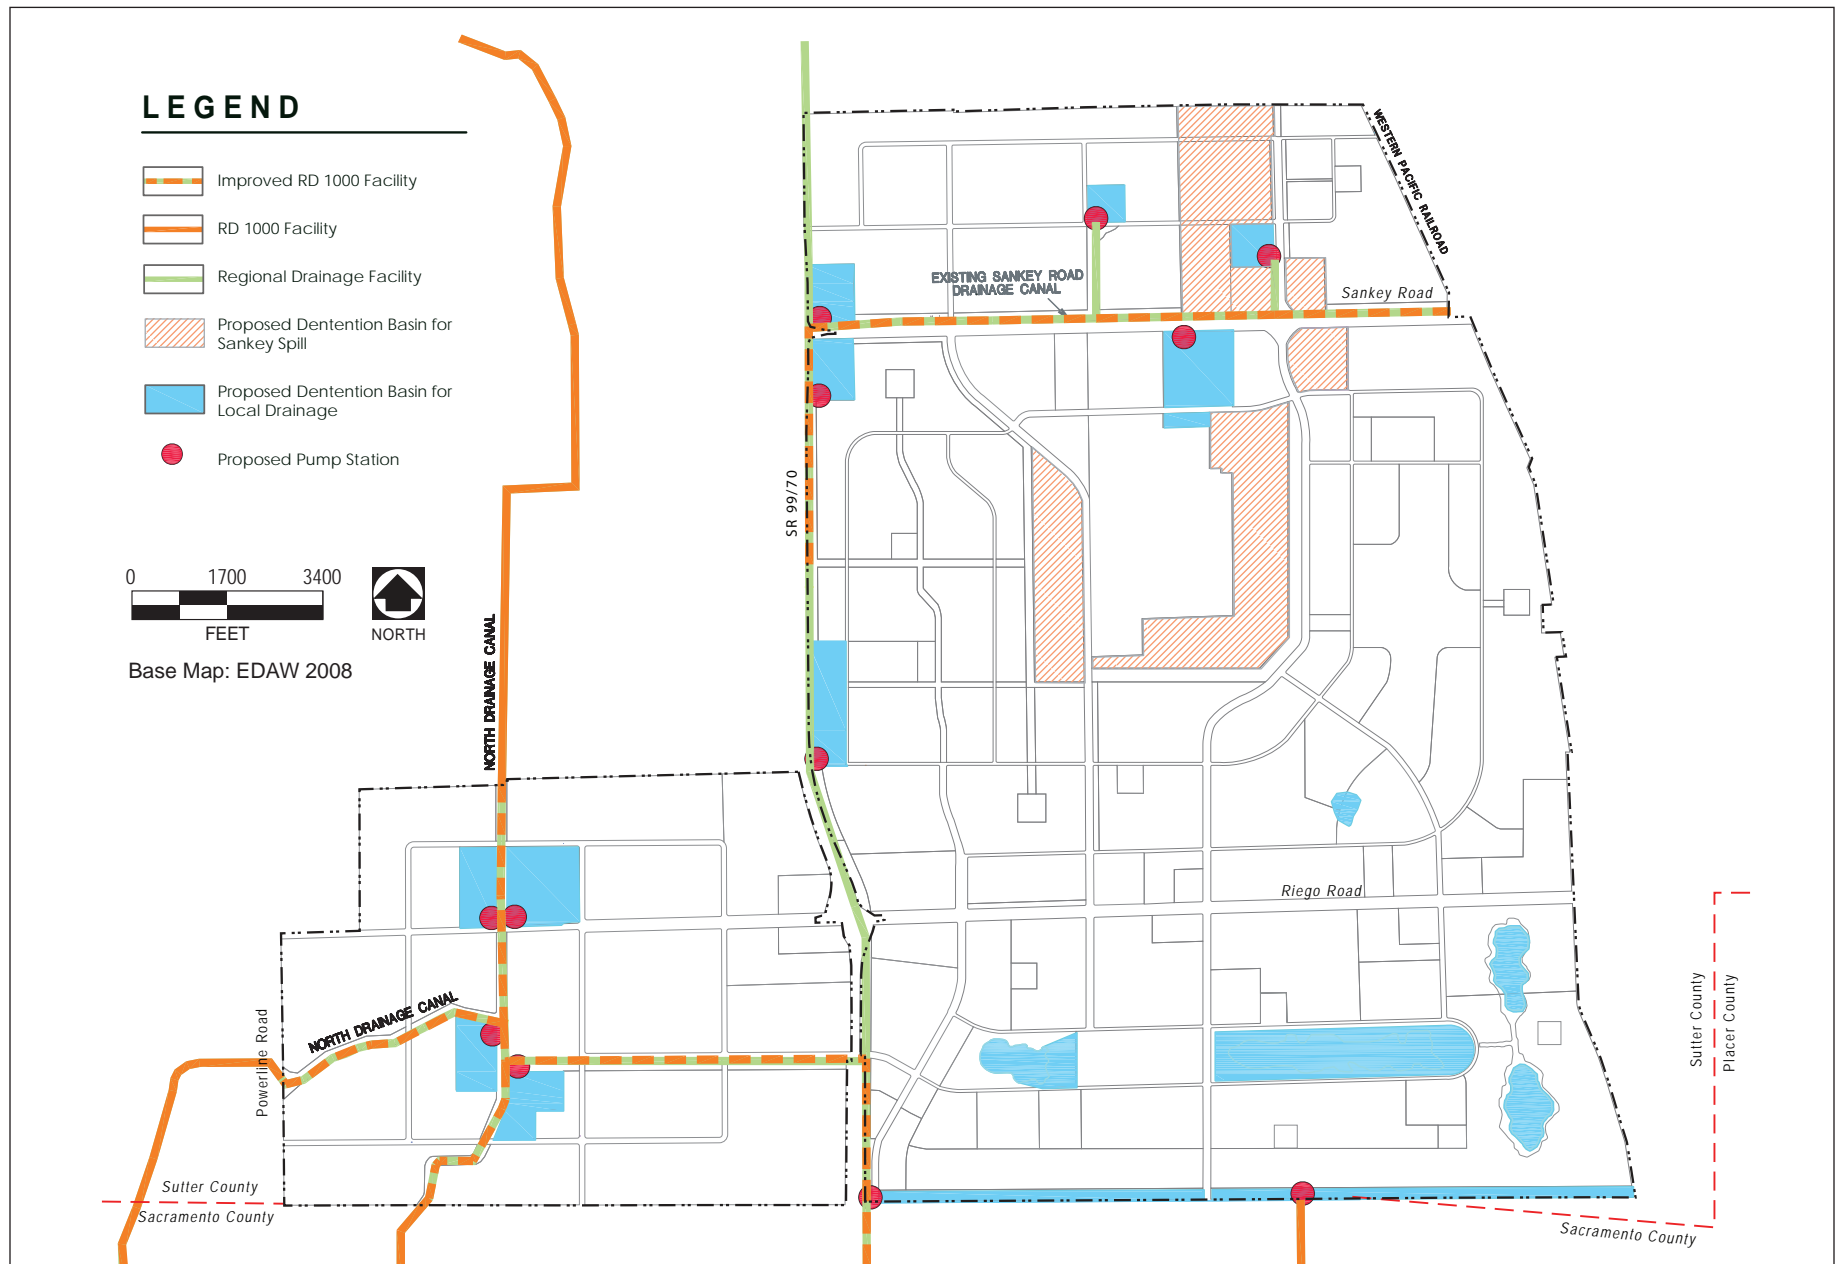 LEGEND
Improved RD 1000 Facility
RD 1000 Facility
Regional Drainage Facility
Proposed Dentention Basin for
Sankey Spill
Proposed Dentention Basin for
Local Drainage
Proposed Pump Station
0 1700 3400
FEET
NORTH
Base Map: EDAW 2008
WESTERN PACIFIC RAILROAD
EXISTING SANKEY ROAD
DRAINAGE CANAL
Sankey Road
SR 99/70
NORTH DRAINAGE CANAL
Riego Road
NORTH DRAINAGE CANAL
Powerline Road
Sutter County
Placer County
Sutter County
Sacramento County
Sacramento County